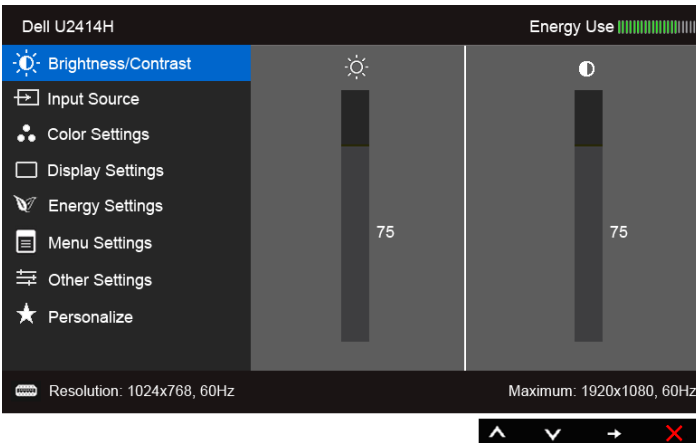 Dell U2414H
Energy Use
Brightness/Contrast
Input Source
Color Settings
Display Settings
Energy Settings
Menu Settings
Other Settings
Personalize
75
75
Resolution: 1024x768, 60Hz
Maximum: 1920x1080, 60Hz